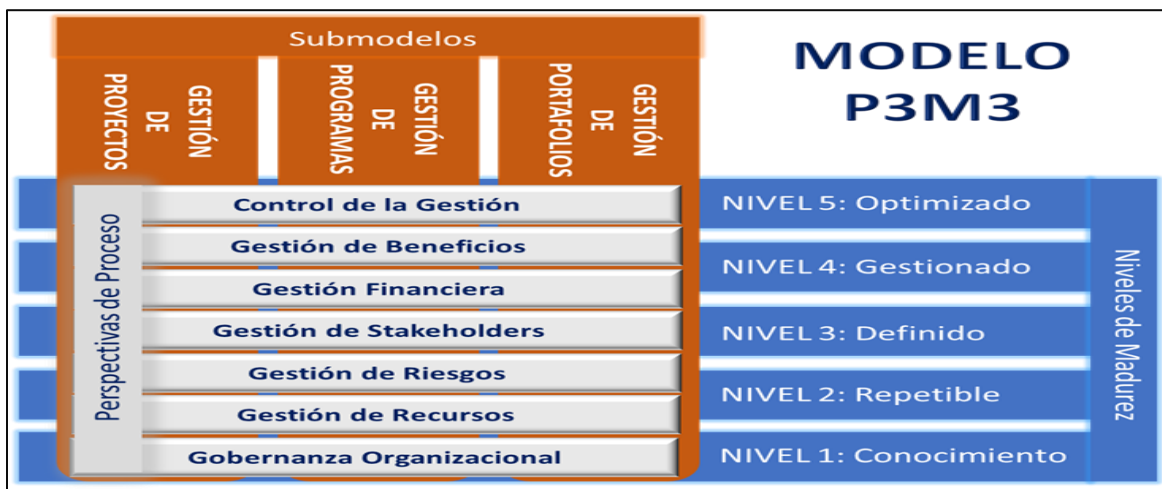 Submodelos
MODELO
P3M3
GESTIÓN
DE
PROYECTOS
GESTIÓN
DE
PROGRAMAS
GESTIÓN
DE
PORTAFOLIOS
Perspectivas de Proceso
Control de la Gestión
Gestión de Beneficios
Gestión Financiera
Gestión de Stakeholders
Gestión de Riesgos
Gestión de Recursos
Gobernanza Organizacional
NIVEL 5: Optimizado
NIVEL 4: Gestionado
NIVEL 3: Definido
NIVEL 2: Repetible
NIVEL 1: Conocimiento
Niveles de Madurez